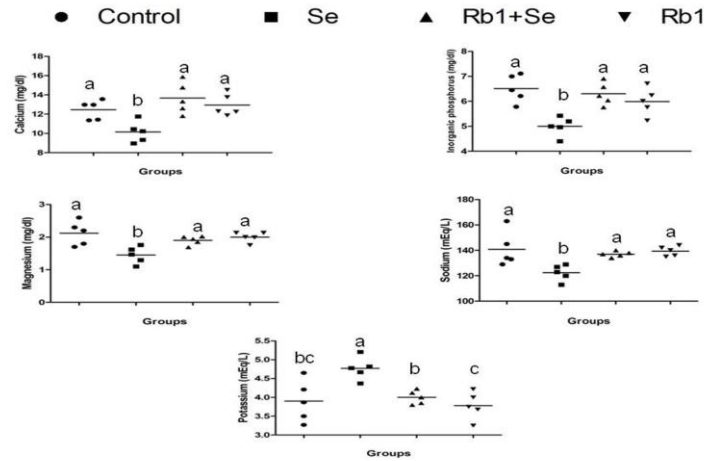 Control Se Rb1+Se Rb1
Calcium (mg/dl)
18
16
14
12
10
8
a b a a
Groups
Inorganic phosphorus (mg/dl)
8
7
6
5
4
a b a a
Groups
Magnesium (mg/dl)
3
2
1
0
a b a a
Groups
Sodium (mEq/L)
180
160
140
120
100
a b a a
Groups
Potassium (mEq/L)
5.5
5.0
4.5
4.0
3.5
3.0
bc a b c
Groups